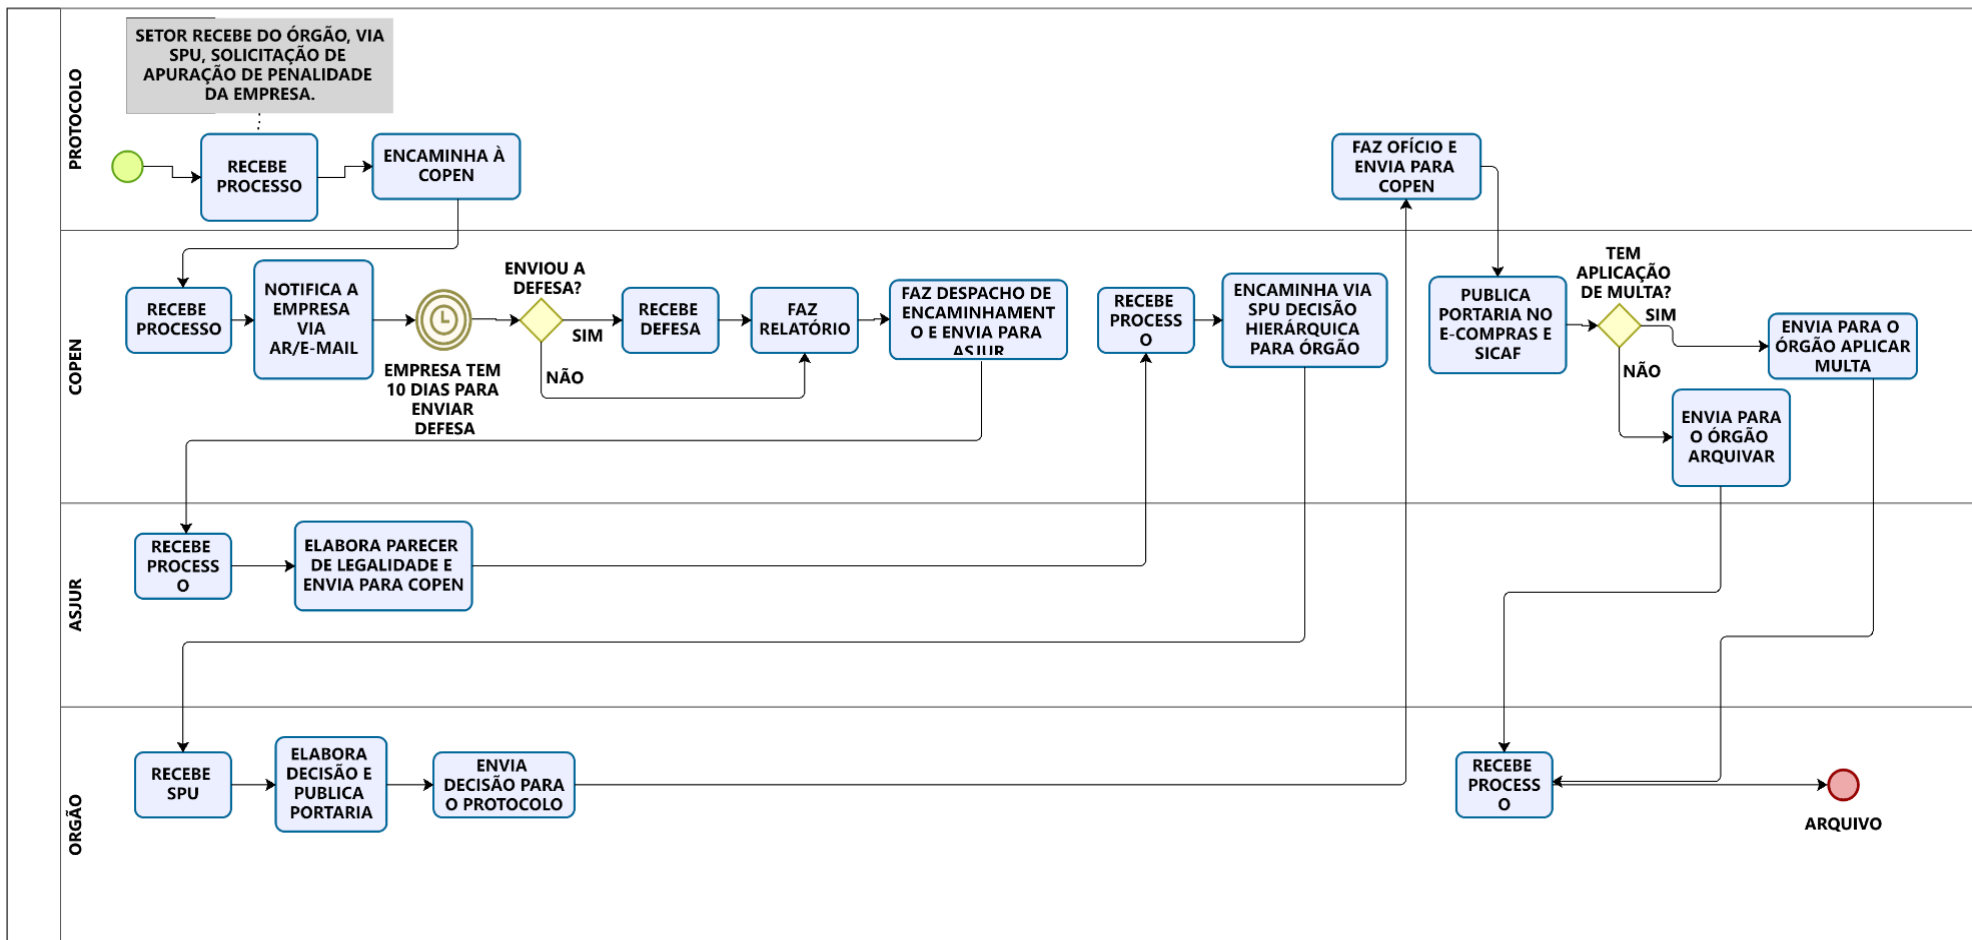 PROTOCOLO
SETOR RECEBE DO ÓRGÃO, VIA
SPU, SOLICITAÇÃO DE
APURAÇÃO DE PENALIDADE
DA EMPRESA.
RECEBE
PROCESSO
ENCAMINHA À
COPEN
FAZ OFÍCIO E
ENVIA PARA
COPEN
COPEN
RECEBE
PROCESSO
NOTIFICA A
EMPRESA
VIA
AR/E-MAIL
EMPRESA TEM
10 DIAS PARA
ENVIAR
DEFESA
ENVIOU A
DEFESA?
SIM
NÃO
RECEBE
DEFESA
FAZ
RELATÓRIO
FAZ DESPACHO DE
ENCAMINHAMENT
O E ENVIA PARA
ASJUR
RECEBE
PROCESS
O
ENCAMINHA VIA
SPU DECISÃO
HIERÁRQUICA
PARA ÓRGÃO
PUBLICA
PORTARIA NO
E-COMPRAS E
SICAF
TEM
APLICAÇÃO
DE MULTA?
SIM
NÃO
ENVIA PARA O
ÓRGÃO APLICAR
MULTA
ENVIA PARA
O ÓRGÃO
ARQUIVAR
ASJUR
RECEBE
PROCESS
O
ELABORA PARECER
DE LEGALIDADE E
ENVIA PARA COPEN
ORGÃO
RECEBE
SPU
ELABORA
DECISÃO E
PUBLICA
PORTARIA
ENVIA
DECISÃO PARA
O PROTOCOLO
RECEBE
PROCESS
O
ARQUIVO